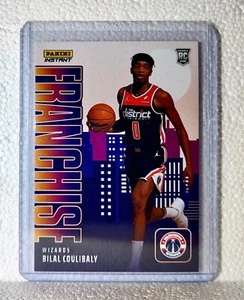 PANINI
INSTANT
RC
FRANCHISE
district
0
WIZARDS
BILAL COULIBALY